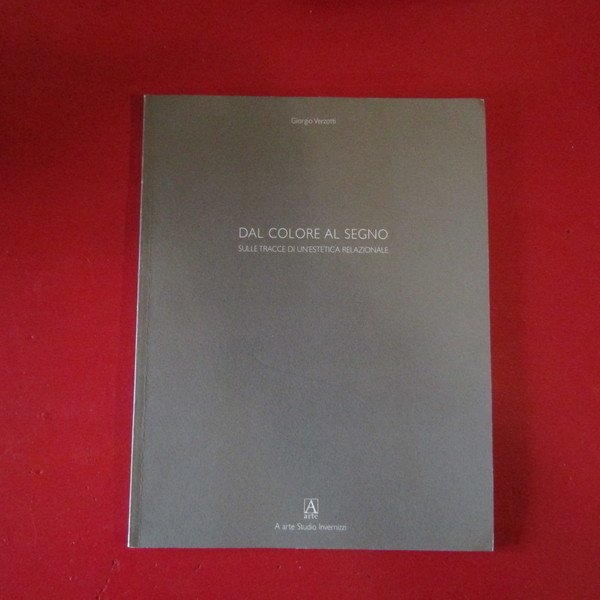 Giorgio Verzotti
DAL COLORE AL SEGNO
SULLE TRACCE DI UN'ESTETICA RELAZIONALE
A
arte
A arte Studio Invernizzi